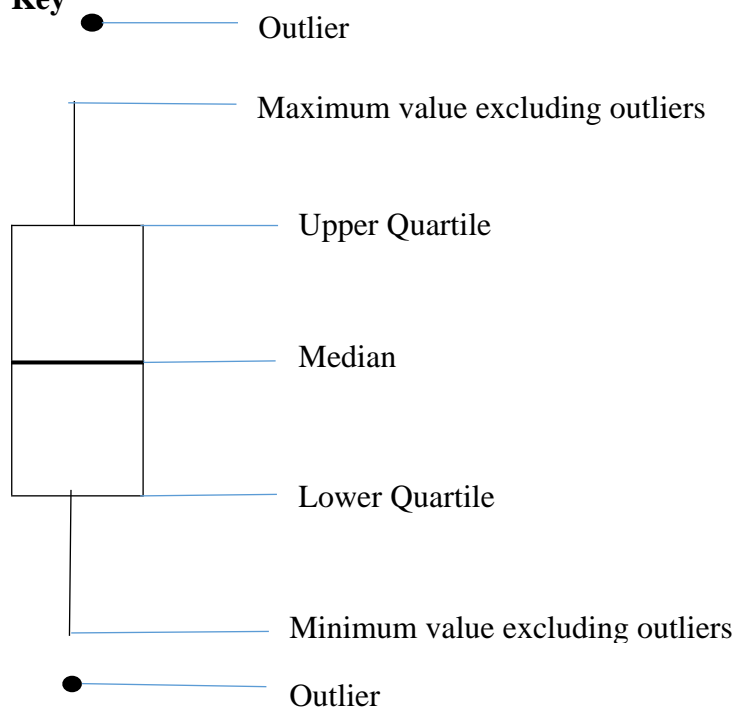 Key
Outlier
Maximum value excluding outliers
Upper Quartile
Median
Lower Quartile
Minimum value excluding outliers
Outlier